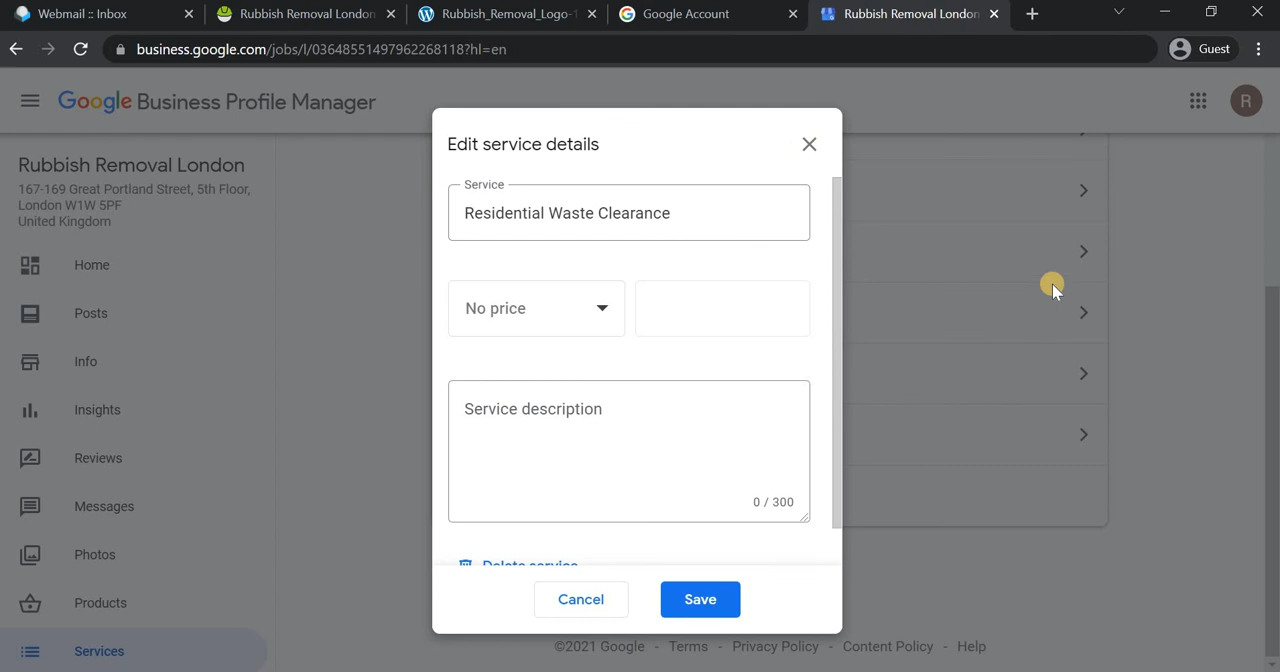 Webmail :: Inbox
Rubbish Removal London
Rubbish_Removal_Logo-1
Google Account
Rubbish Removal London
business.google.com/jobs/l/03648551497962268118?hl=en
Guest
Google Business Profile Manager
R
Rubbish Removal London
167-169 Great Portland Street, 5th Floor,
London W1W 5PF
United Kingdom
Home
Posts
Info
Insights
Reviews
Messages
Photos
Products
Services
Edit service details
Service
Residential Waste Clearance
No price
Service description
0 / 300
Delete service
Cancel
Save
©2021 Google - Terms - Privacy Policy - Content Policy - Help